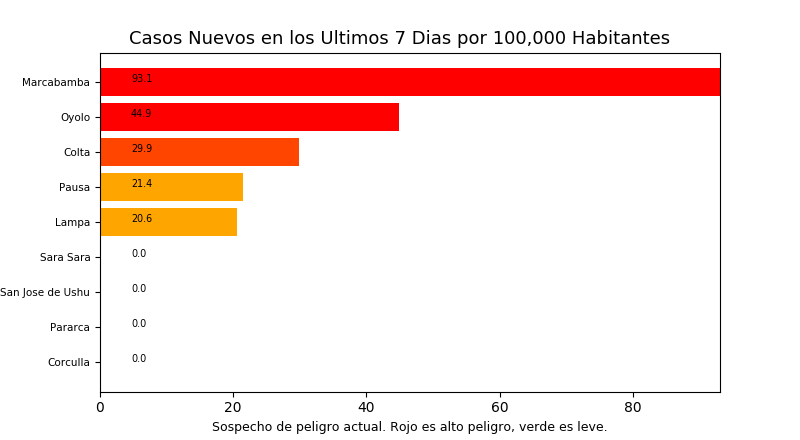 Casos Nuevos en los Ultimos 7 Dias por 100,000 Habitantes
Marcabamba 93.1
Oyolo 44.9
Colta 29.9
Pausa 21.4
Lampa 20.6
Sara Sara 0.0
San Jose de Ushu 0.0
Pararca 0.0
Corculla 0.0
0 20 40 60 80
Sospecho de peligro actual. Rojo es alto peligro, verde es leve.